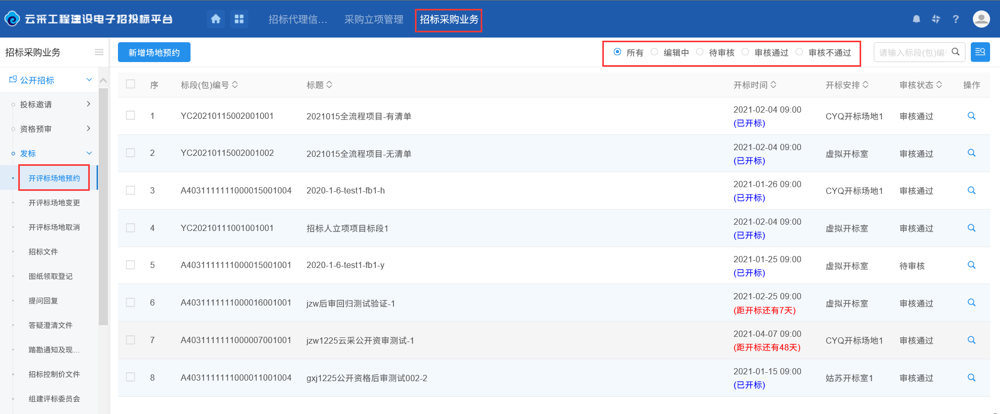 云采工程建设电子招投标平台
招标代理信... 采购立项管理 招标采购业务
招标采购业务
新增场地预约 所有 编辑中 待审核 审核通过 审核不通过 请输入标段(包)编
公开招标
投标邀请
资格预审
发标
开评标场地预约
开评标场地变更
开评标场地取消
招标文件
图纸领取登记
提问回复
答疑澄清文件
踏勘通知及现...
招标控制价文件
组建评标委员会
序 标段(包)编号 标题 开标时间 开标安排 审核状态 操作
1 YC20210115002001001 2021015全流程项目-有清单 2021-02-04 09:00 CYQ开标场地1 审核通过
(已开标)
2 YC20210115002001002 2021015全流程项目-无清单 2021-02-04 09:00 虚拟开标室 审核通过
(已开标)
3 A4031111111000015001004 2020-1-6-test1-fb1-h 2021-01-26 09:00 CYQ开标场地1 审核通过
(已开标)
4 YC20210111001001001 招标人立项项目标段1 2021-02-04 09:00 虚拟开标室 审核通过
(已开标)
5 A4031111111000015001001 2020-1-6-test1-fb1-y 2021-01-25 09:00 虚拟开标室 待审核
(已开标)
6 A4031111111000016001001 jzw后审回归测试验证-1 2021-02-25 09:00 虚拟开标室 审核通过
(距开标还有7天)
7 A4031111111000007001001 jzw1225云采公开资审测试-1 2021-04-07 09:00 CYQ开标场地1 审核通过
(距开标还有48天)
8 A4031111111000011001004 gxj1225公开资格后审测试002-2 2021-01-15 09:00 姑苏开标室1 审核通过
(已开标)